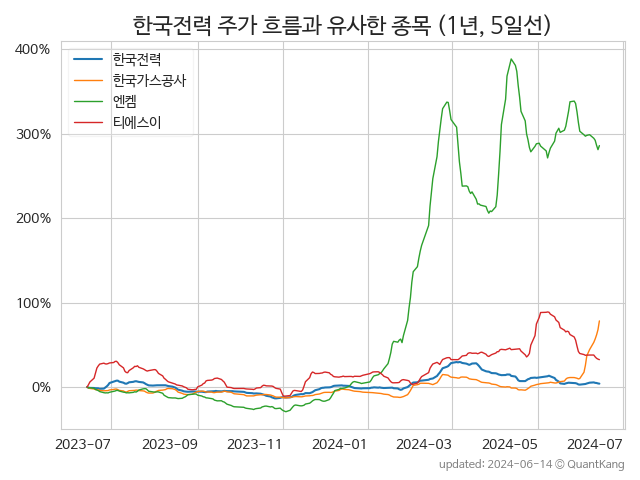 한국전력 주가 흐름과 유사한 종목 (1년, 5일선)
400%
300%
200%
100%
0%
한국전력
한국가스공사
엔켐
티에스이
2023-07 2023-09 2023-11 2024-01 2024-03 2024-05 2024-07
updated: 2024-06-14 © QuantKang